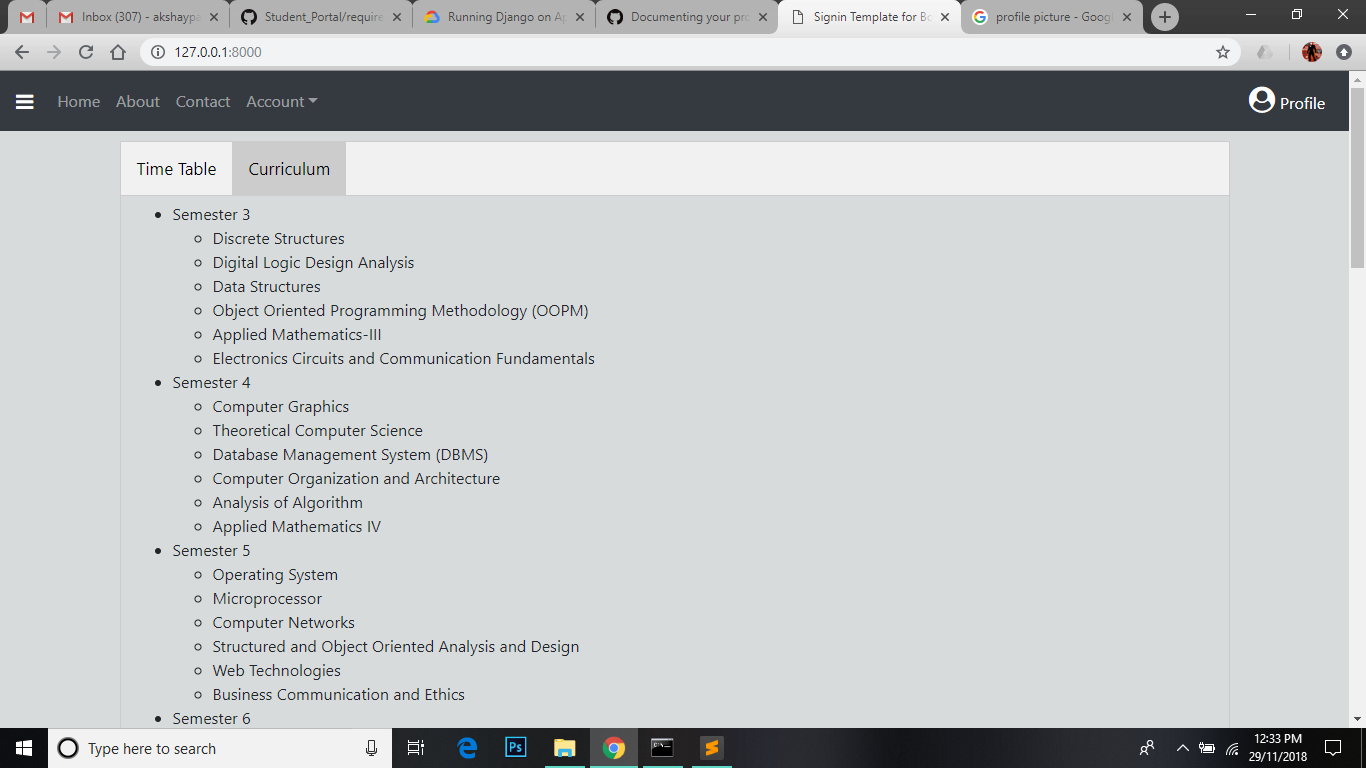 Inbox (307) - akshaypa
Student_Portal/require
Running Django on Ap
Documenting your pro
Signin Template for Bo
profile picture - Googl
127.0.0.1:8000
Home About Contact Account Profile
Time Table Curriculum
Semester 3
Discrete Structures
Digital Logic Design Analysis
Data Structures
Object Oriented Programming Methodology (OOPM)
Applied Mathematics-III
Electronics Circuits and Communication Fundamentals
Semester 4
Computer Graphics
Theoretical Computer Science
Database Management System (DBMS)
Computer Organization and Architecture
Analysis of Algorithm
Applied Mathematics IV
Semester 5
Operating System
Microprocessor
Computer Networks
Structured and Object Oriented Analysis and Design
Web Technologies
Business Communication and Ethics
Semester 6
Type here to search
Ps
12:33 PM
29/11/2018